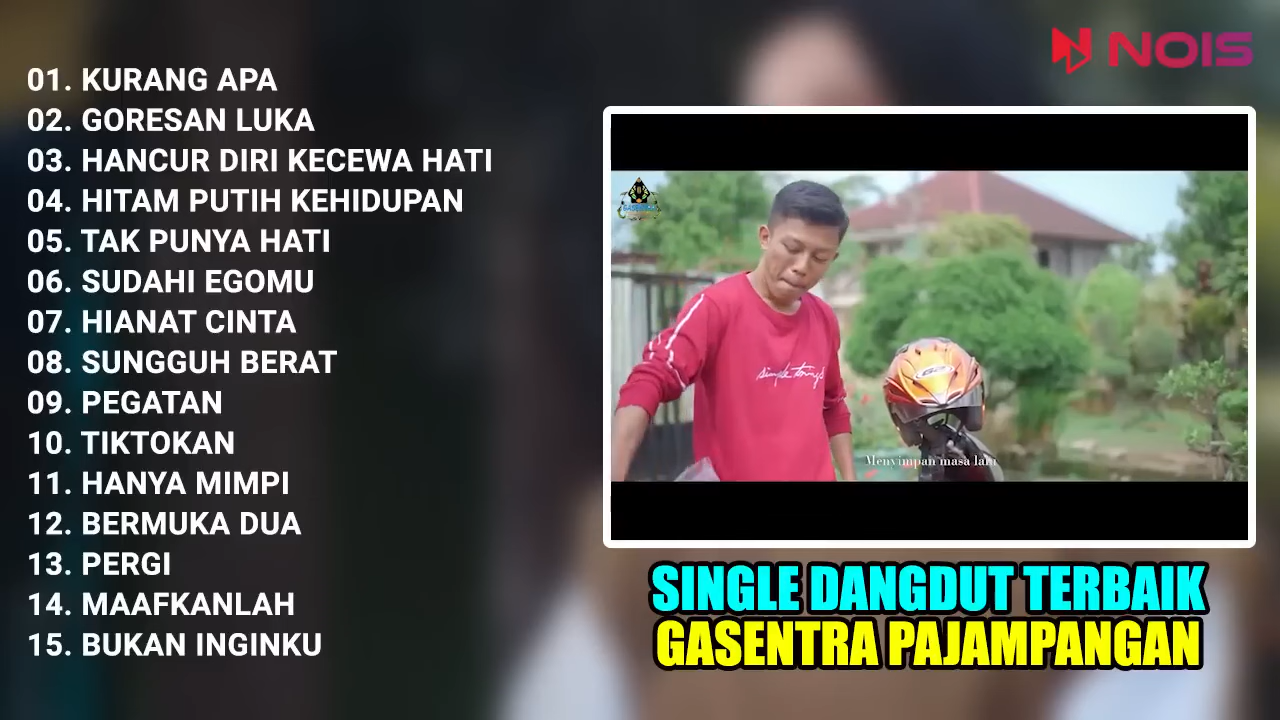 NOIS
01. KURANG APA
02. GORESAN LUKA
03. HANCUR DIRI KECEWA HATI
04. HITAM PUTIH KEHIDUPAN
05. TAK PUNYA HATI
06. SUDAHI EGOMU
07. HIANAT CINTA
08. SUNGGUH BERAT
09. PEGATAN
10. TIKTOKAN
11. HANYA MIMPI
12. BERMUKA DUA
13. PERGI
14. MAAFKANLAH
15. BUKAN INGINKU
Menyimpan masa lalu
SINGLE DANGDUT TERBAIK
GASENTRA PAJAMPANGAN